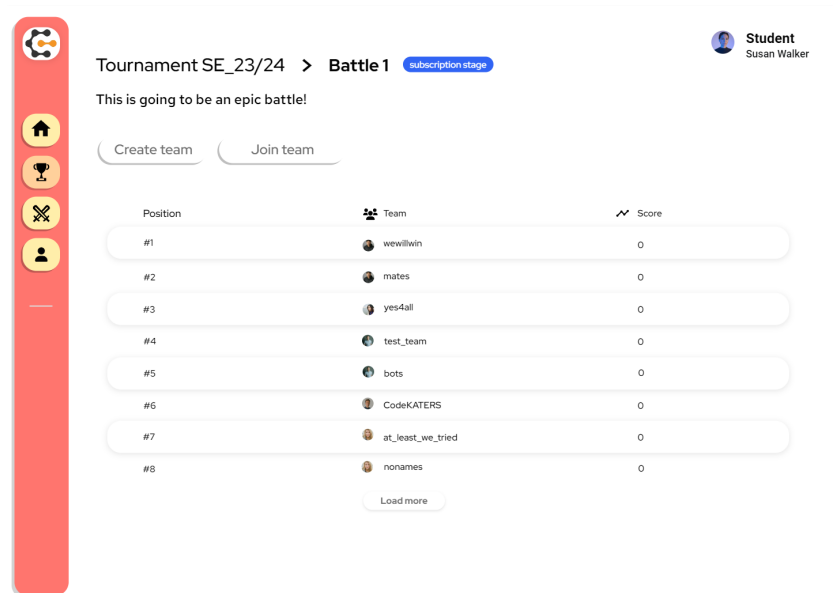 Student
Susan Walker
Tournament SE_23/24 > Battle 1 subscription stage
This is going to be an epic battle!
Create team Join team
Position Team Score
#1 wewillwin 0
#2 mates 0
#3 yes4all 0
#4 test_team 0
#5 bots 0
#6 CodeKATERS 0
#7 at_least_we_tried 0
#8 nonames 0
Load more